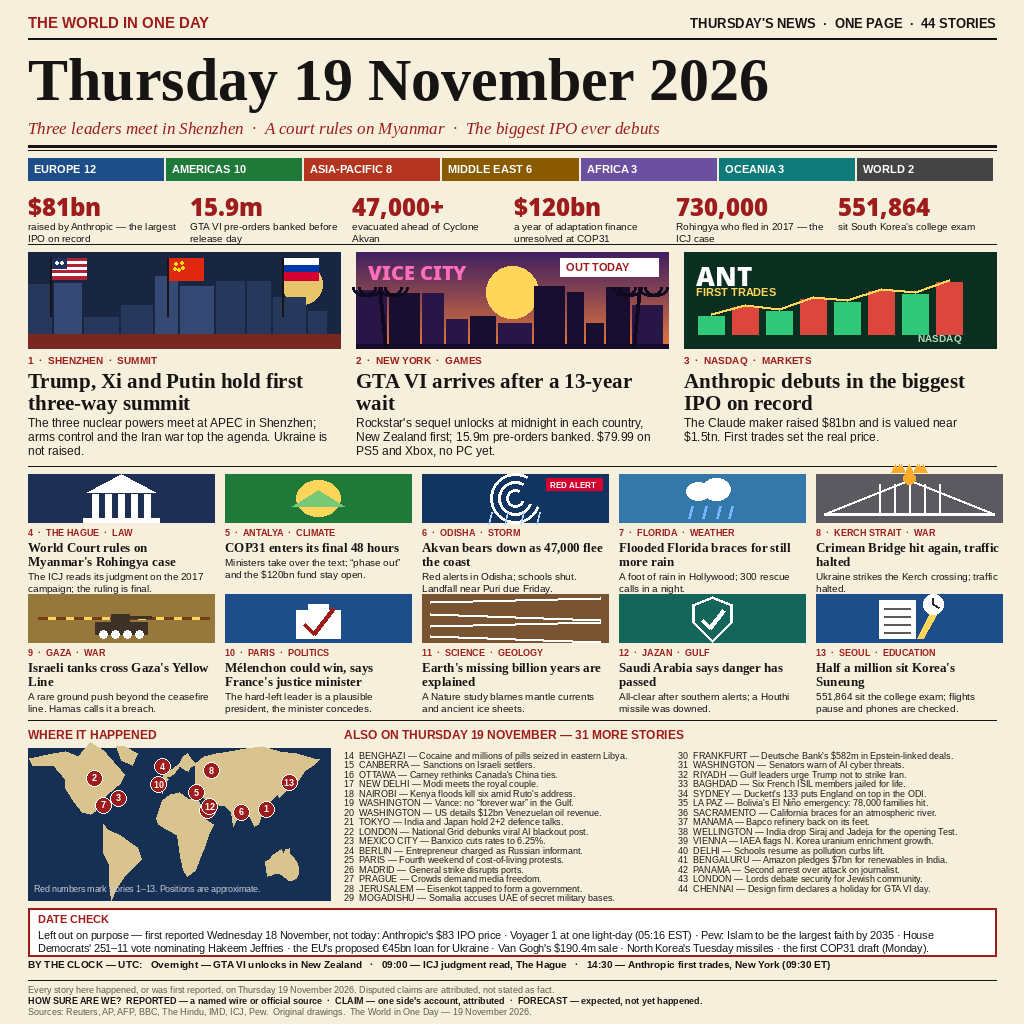 THE WORLD IN ONE DAY
THURSDAY'S NEWS · ONE PAGE · 44 STORIES
Thursday 19 November 2026
Three leaders meet in Shenzhen · A court rules on Myanmar · The biggest IPO ever debuts
EUROPE 12
AMERICAS 10
ASIA-PACIFIC 8
MIDDLE EAST 6
AFRICA 3
OCEANIA 3
WORLD 2
$81bn
raised by Anthropic — the largest
IPO on record
15.9m
GTA VI pre-orders banked before
release day
47,000+
evacuated ahead of Cyclone
Akvan
$120bn
a year of adaptation finance
unresolved at COP31
730,000
Rohingya who fled in 2017 — the
ICJ case
551,864
sit South Korea's college exam
1 · SHENZHEN · SUMMIT
Trump, Xi and Putin hold first
three-way summit
The three nuclear powers meet at APEC in Shenzhen;
arms control and the Iran war top the agenda. Ukraine is
not raised.
VICE CITY
OUT TODAY
2 · NEW YORK · GAMES
GTA VI arrives after a 13-year
wait
Rockstar's sequel unlocks at midnight in each country,
New Zealand first; 15.9m pre-orders banked. $79.99 on
PS5 and Xbox, no PC yet.
ANT
FIRST TRADES
NASDAQ
3 · NASDAQ · MARKETS
Anthropic debuts in the biggest
IPO on record
The Claude maker raised $81bn and is valued near
$1.5tn. First trades set the real price.
4 · THE HAGUE · LAW
World Court rules on
Myanmar's Rohingya case
The ICJ reads its judgment on the 2017
campaign; the ruling is final.
5 · ANTALYA · CLIMATE
COP31 enters its final 48 hours
Ministers take over the text; “phase out”
and the $120bn fund stay open.
RED ALERT
6 · ODISHA · STORM
Akvan bears down as 47,000 flee
the coast
Red alerts in Odisha; schools shut.
Landfall near Puri due Friday.
7 · FLORIDA · WEATHER
Flooded Florida braces for still
more rain
A foot of rain in Hollywood; 300 rescue
calls in a night.
8 · KERCH STRAIT · WAR
Crimean Bridge hit again, traffic
halted
Ukraine strikes the Kerch crossing; traffic
halted.
9 · GAZA · WAR
Israeli tanks cross Gaza's Yellow
Line
A rare ground push beyond the ceasefire
line. Hamas calls it a breach.
10 · PARIS · POLITICS
Mélenchon could win, says
France's justice minister
The hard-left leader is a plausible
president, the minister concedes.
11 · SCIENCE · GEOLOGY
Earth's missing billion years are
explained
A Nature study blames mantle currents
and ancient ice sheets.
12 · JAZAN · GULF
Saudi Arabia says danger has
passed
All-clear after southern alerts; a Houthi
missile was downed.
13 · SEOUL · EDUCATION
Half a million sit Korea's
Suneung
551,864 sit the college exam; flights
pause and phones are checked.
WHERE IT HAPPENED
2
7
3
4
10
8
5
12
6
1
13
Red numbers mark stories 1–13. Positions are approximate.
ALSO ON THURSDAY 19 NOVEMBER — 31 MORE STORIES
14 BENGHAZI — Cocaine and millions of pills seized in eastern Libya.
15 CANBERRA — Sanctions on Israeli settlers.
16 OTTAWA — Carney rethinks Canada's China ties.
17 NEW DELHI — Modi meets the royal couple.
18 NAIROBI — Kenya floods kill six amid Ruto's address.
19 WASHINGTON — Vance: no “forever war” in the Gulf.
20 WASHINGTON — US details $12bn Venezuelan oil revenue.
21 TOKYO — India and Japan hold 2+2 defence talks.
22 LONDON — National Grid debunks viral AI blackout post.
23 MEXICO CITY — Banxico cuts rates to 6.25%.
24 BERLIN — Entrepreneur charged as Russian informant.
25 PARIS — Fourth weekend of cost-of-living protests.
26 MADRID — General strike disrupts ports.
27 PRAGUE — Crowds demand media freedom.
28 JERUSALEM — Eisenkot tapped to form a government.
29 MOGADISHU — Somalia accuses UAE of secret military bases.
30 FRANKFURT — Deutsche Bank's $582m in Epstein-linked deals.
31 WASHINGTON — Senators warn of AI cyber threats.
32 RIYADH — Gulf leaders urge Trump not to strike Iran.
33 BAGHDAD — Six French ISIL members jailed for life.
34 SYDNEY — Duckett's 133 puts England on top in the ODI.
35 LA PAZ — Bolivia's El Niño emergency: 78,000 families hit.
36 SACRAMENTO — California braces for an atmospheric river.
37 MANAMA — Bapco refinery back on its feet.
38 WELLINGTON — India drop Siraj and Jadeja for the opening Test.
39 VIENNA — IAEA flags N. Korea uranium enrichment growth.
40 DELHI — Schools resume as pollution curbs lift.
41 BENGALURU — Amazon pledges $7bn for renewables in India.
42 PANAMA — Second arrest over attack on journalist.
43 LONDON — Lords debate security for Jewish community.
44 CHENNAI — Design firm declares a holiday for GTA VI day.
DATE CHECK
Left out on purpose — first reported Wednesday 18 November, not today: Anthropic's $83 IPO price · Voyager 1 at one light-day (05:16 EST) · Pew: Islam to be the largest faith by 2035 · House
Democrats' 251–11 vote nominating Hakeem Jeffries · the EU's proposed €45bn loan for Ukraine · Van Gogh's $190.4m sale · North Korea's Tuesday missiles · the first COP31 draft (Monday).
BY THE CLOCK — UTC: Overnight — GTA VI unlocks in New Zealand · 09:00 — ICJ judgment read, The Hague · 14:30 — Anthropic first trades, New York (09:30 ET)
Every story here happened, or was first reported, on Thursday 19 November 2026. Disputed claims are attributed, not stated as fact.
HOW SURE ARE WE? REPORTED — a named wire or official source · CLAIM — one side's account, attributed · FORECAST — expected, not yet happened.
Sources: Reuters, AP, AFP, BBC, The Hindu, IMD, ICJ, Pew. Original drawings. The World in One Day — 19 November 2026.